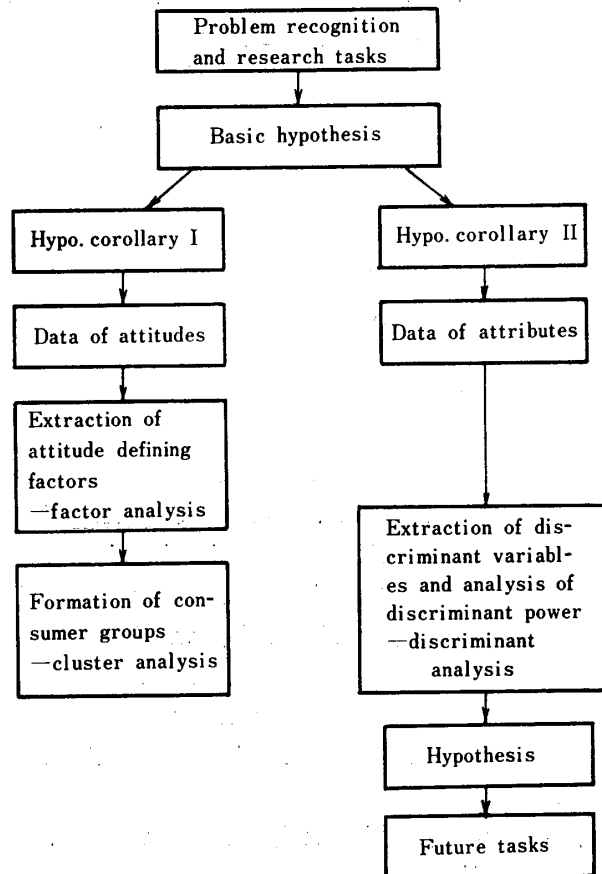 Problem recognition
and research tasks
Basic hypothesis
Hypo. corollary I
Data of attitudes
Extraction of
attitude defining
factors
—factor analysis
Formation of con-
sumer groups
—cluster analysis
Hypo. corollary II
Data of attributes
Extraction of dis-
criminant variabl-
es and analysis of
discriminant power
—discriminant
analysis
Hypothesis
Future tasks